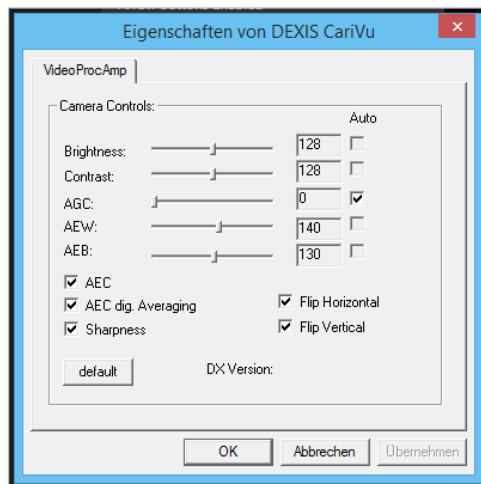 Eigenschaften von DEXIS CariVu
VideoProcAmp
Camera Controls:
Auto
Brightness: 128
Contrast: 128
AGC: 0
AEW: 140
AEB: 130
AEC
AEC dig. Averaging
Flip Horizontal
Sharpness
Flip Vertical
default
DX Version:
OK
Abbrechen
Übernehmen